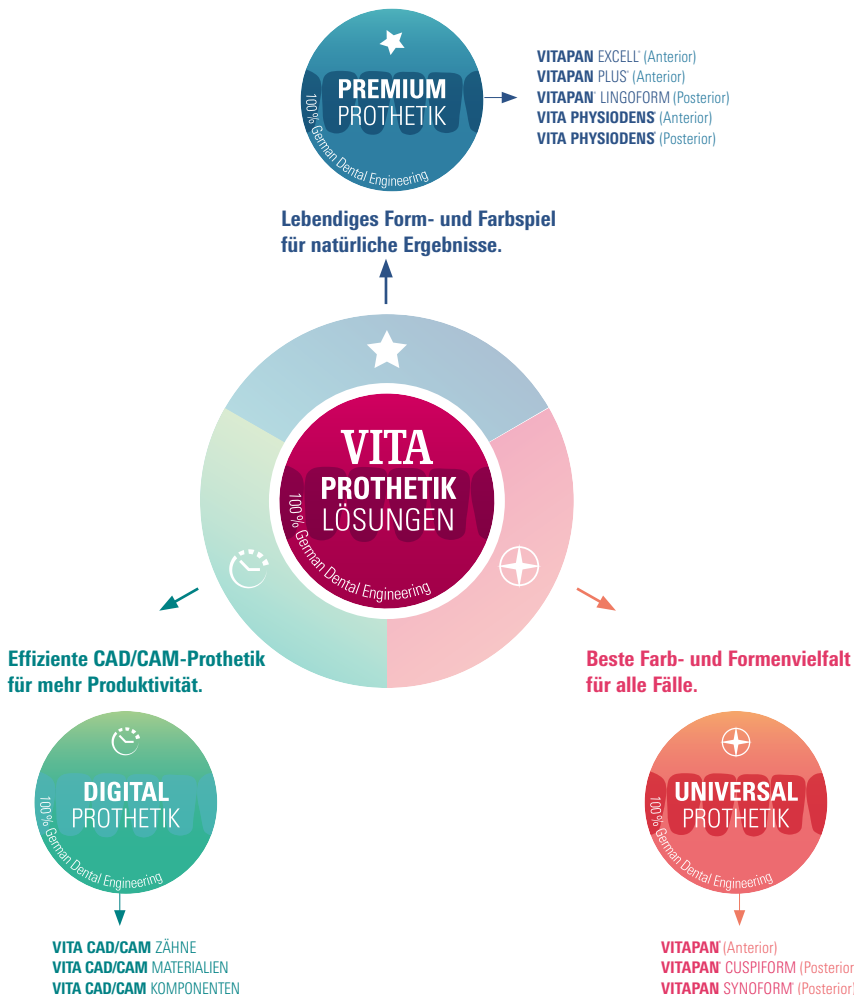 PREMIUM
PROTHETIK
100 % German Dental Engineering
VITAPAN EXCELL® (Anterior)
VITAPAN PLUS® (Anterior)
VITAPAN® LINGOFORM (Posterior)
VITA PHYSIODENS® (Anterior)
VITA PHYSIODENS® (Posterior)
Lebendiges Form- und Farbspiel
für natürliche Ergebnisse.
VITA
PROTHETIK
LÖSUNGEN
100 % German Dental Engineering
Effiziente CAD/CAM-Prothetik
für mehr Produktivität.
DIGITAL
PROTHETIK
100 % German Dental Engineering
VITA CAD/CAM ZÄHNE
VITA CAD/CAM MATERIALIEN
VITA CAD/CAM KOMPONENTEN
Beste Farb- und Formenvielfalt
für alle Fälle.
UNIVERSAL
PROTHETIK
100 % German Dental Engineering
VITAPAN® (Anterior)
VITAPAN® CUSPIFORM (Posterior
VITAPAN SYNOFORM® (Posterior)